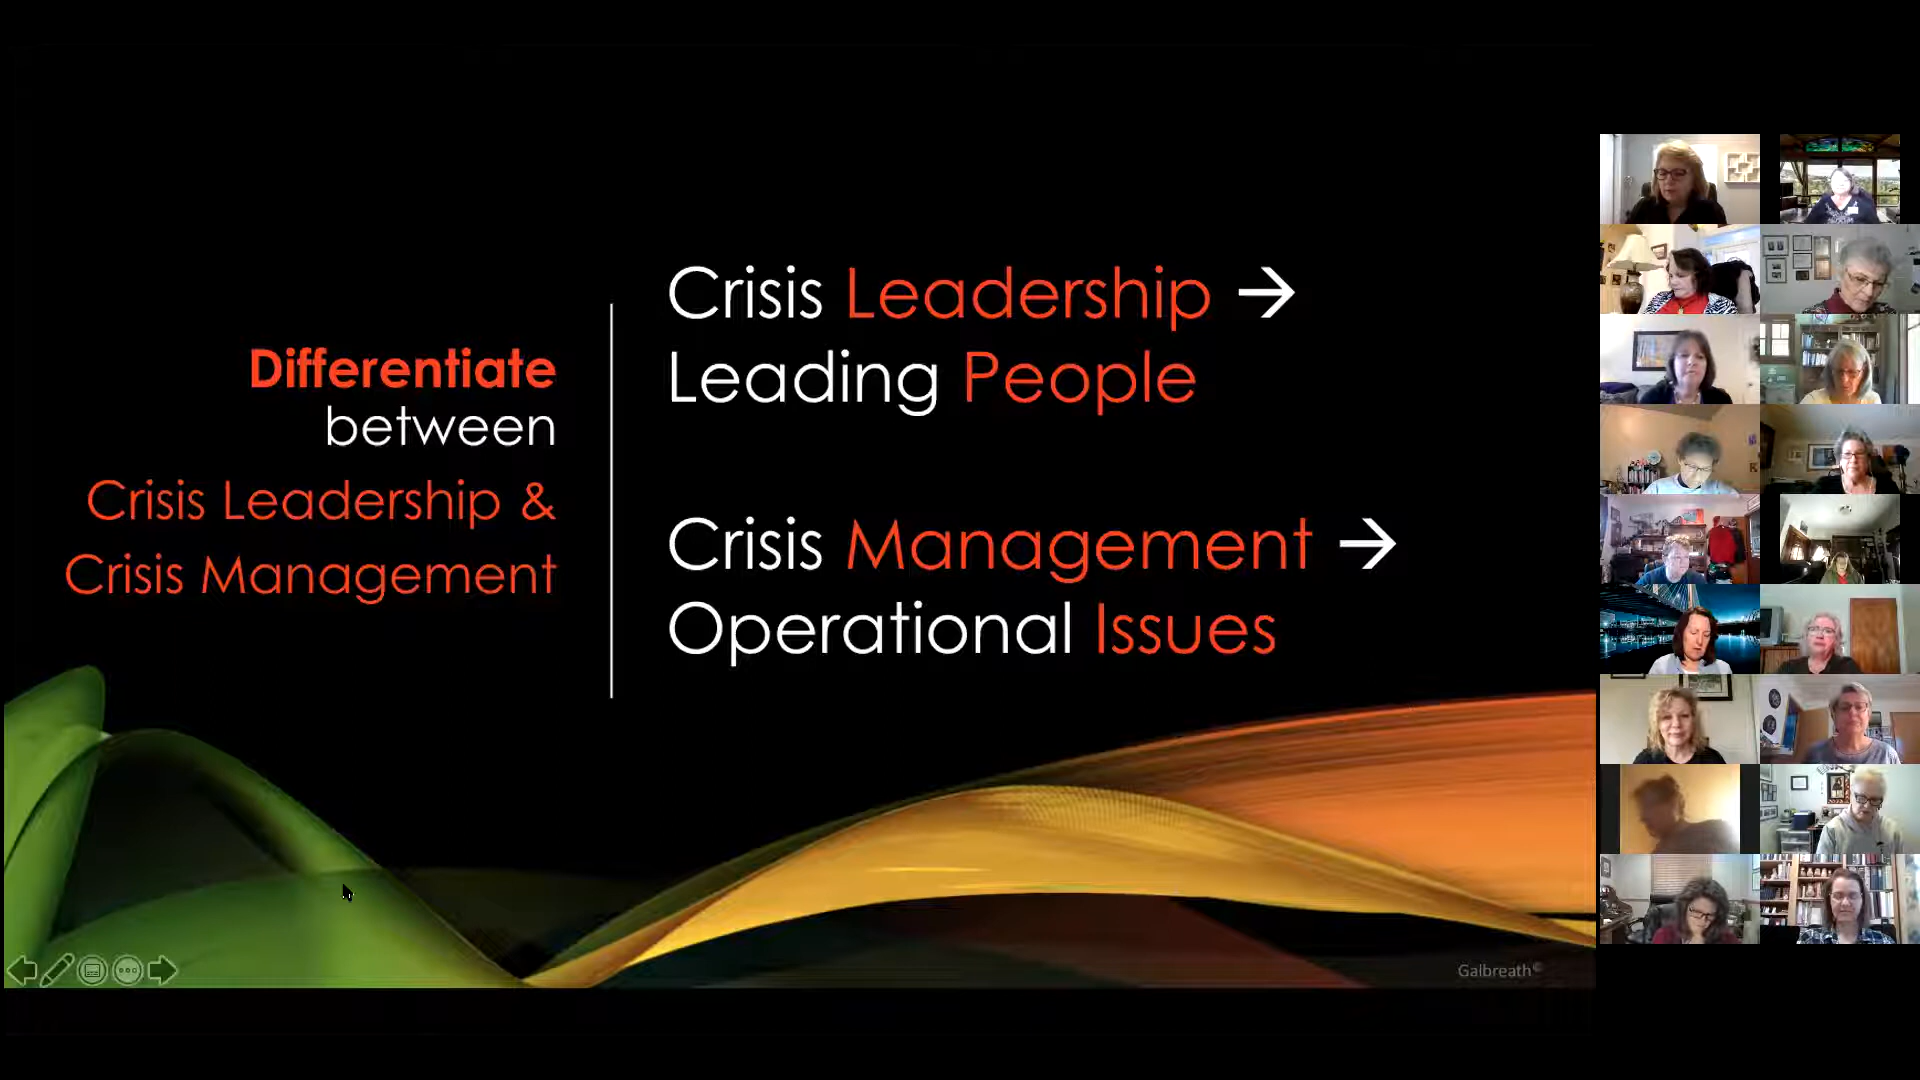 Differentiate
between
Crisis Leadership &
Crisis Management
Crisis Leadership →
Leading People
Crisis Management →
Operational Issues
Galbreath©